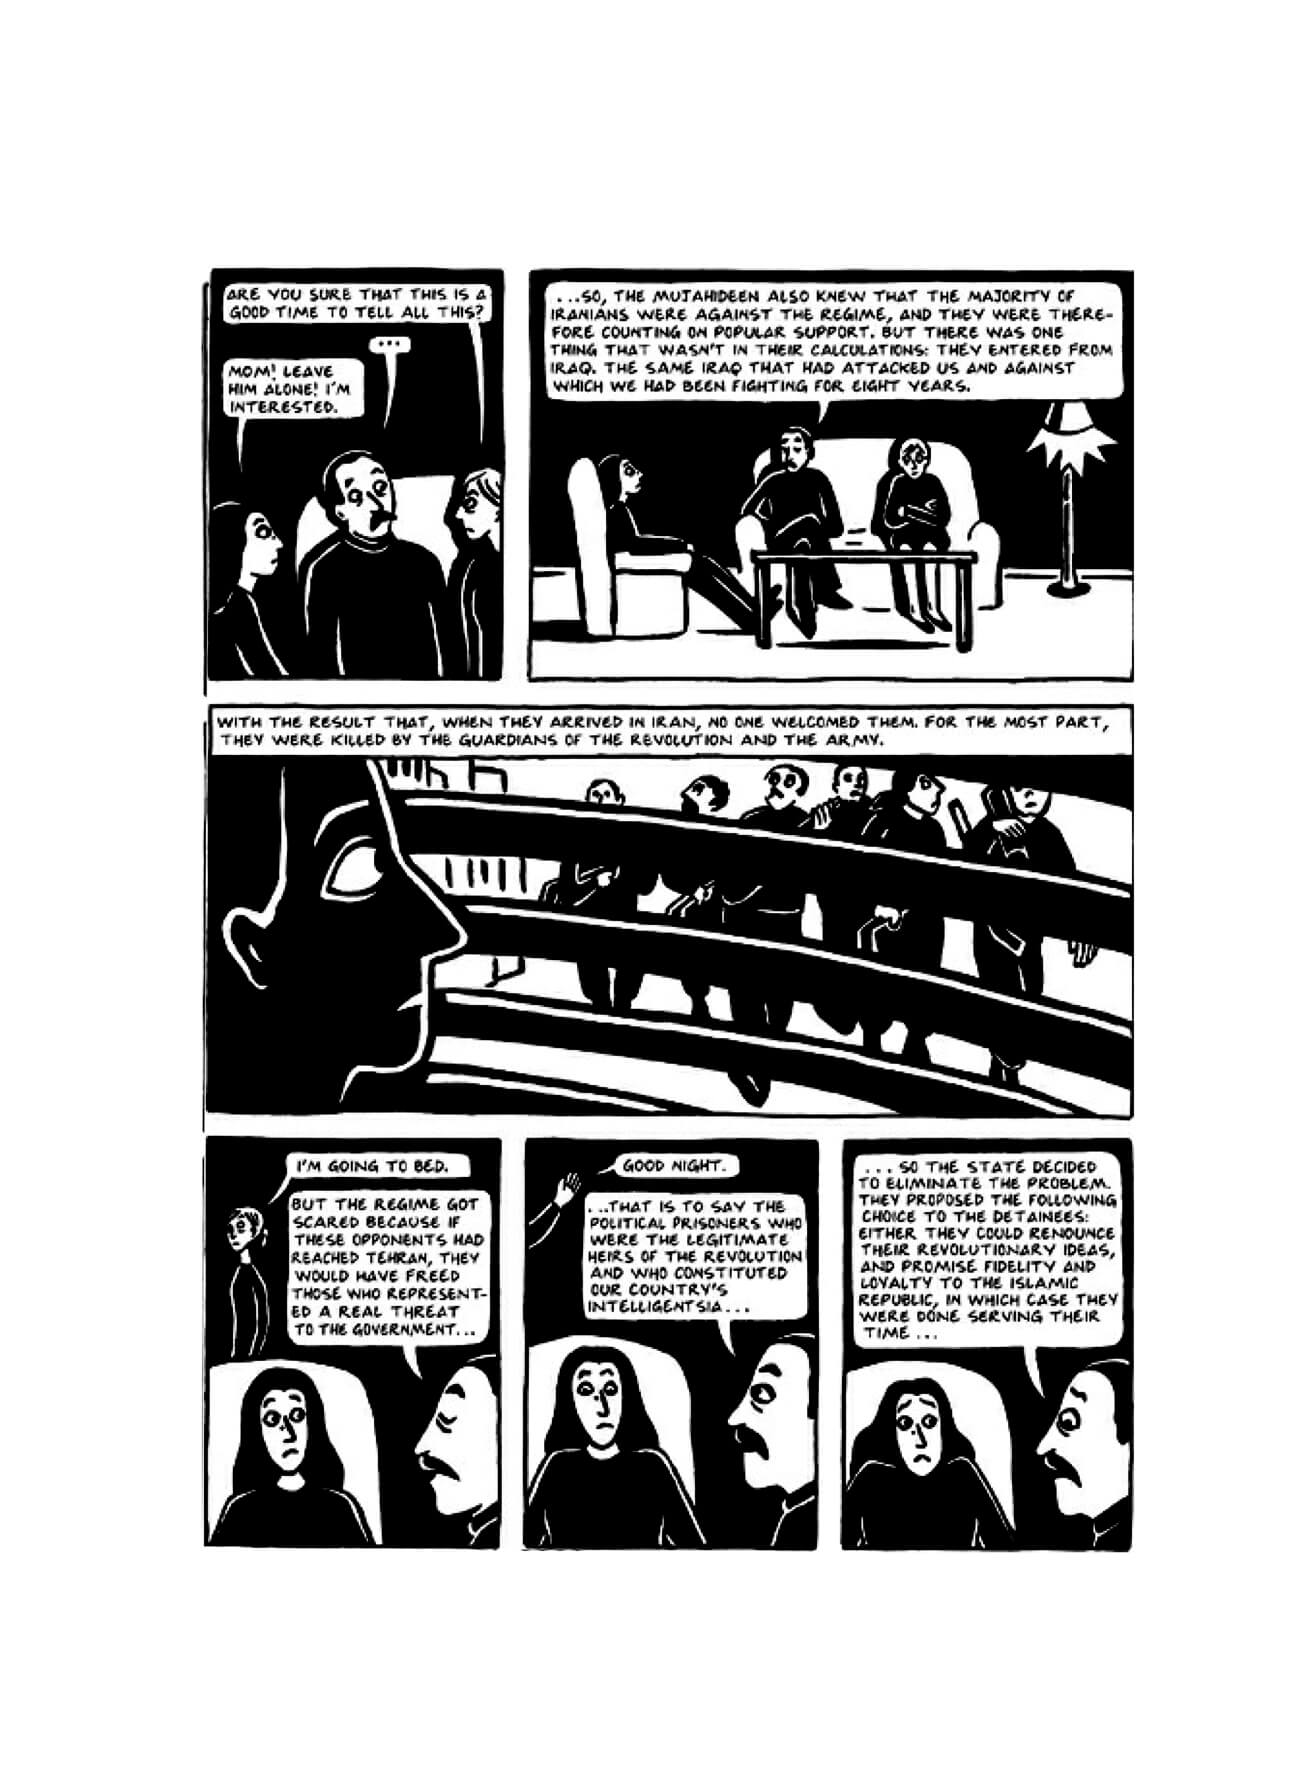 ARE YOU SURE THAT THIS IS A
GOOD TIME TO TELL ALL THIS?
...
MOM! LEAVE
HIM ALONE! I'M
INTERESTED.
...SO, THE MUJAHIDEEN ALSO KNEW THAT THE MAJORITY OF
IRANIANS WERE AGAINST THE REGIME, AND THEY WERE THERE-
FORE COUNTING ON POPULAR SUPPORT. BUT THERE WAS ONE
THING THAT WASN'T IN THEIR CALCULATIONS: THEY ENTERED FROM
IRAQ. THE SAME IRAQ THAT HAD ATTACKED US AND AGAINST
WHICH WE HAD BEEN FIGHTING FOR EIGHT YEARS.
WITH THE RESULT THAT, WHEN THEY ARRIVED IN IRAN, NO ONE WELCOMED THEM. FOR THE MOST PART,
THEY WERE KILLED BY THE GUARDIANS OF THE REVOLUTION AND THE ARMY.
I'M GOING TO BED.
BUT THE REGIME GOT
SCARED BECAUSE IF
THESE OPPONENTS HAD
REACHED TEHRAN, THEY
WOULD HAVE FREED
THOSE WHO REPRESENT-
ED A REAL THREAT
TO THE GOVERNMENT...
GOOD NIGHT.
...THAT IS TO SAY THE
POLITICAL PRISONERS WHO
WERE THE LEGITIMATE
HEIRS OF THE REVOLUTION
AND WHO CONSTITUTED
OUR COUNTRY'S
INTELLIGENTSIA...
... SO THE STATE DECIDED
TO ELIMINATE THE PROBLEM.
THEY PROPOSED THE FOLLOWING
CHOICE TO THE DETAINEES:
EITHER THEY COULD RENOUNCE
THEIR REVOLUTIONARY IDEAS,
AND PROMISE FIDELITY AND
LOYALTY TO THE ISLAMIC
REPUBLIC, IN WHICH CASE THEY
WERE DONE SERVING THEIR
TIME ...